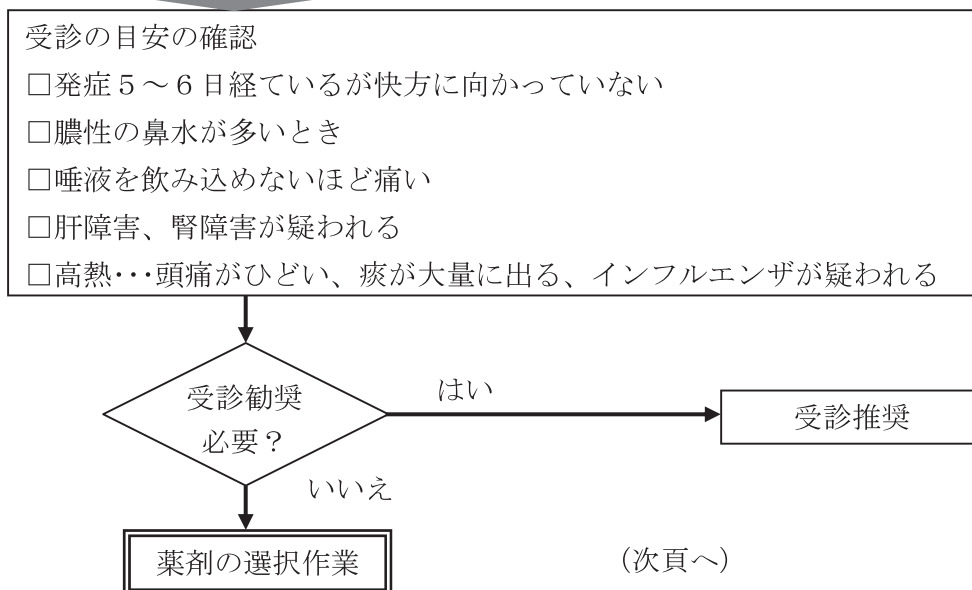 受診の目安の確認
□発症５～６日経ているが快方に向かっていない
□膿性の鼻水が多いとき
□唾液を飲み込めないほど痛い
□肝障害、腎障害が疑われる
□高熱･･･頭痛がひどい、痰が大量に出る、インフルエンザが疑われる
受診勧奨
必要？
はい
受診推奨
いいえ
薬剤の選択作業
（次頁へ）